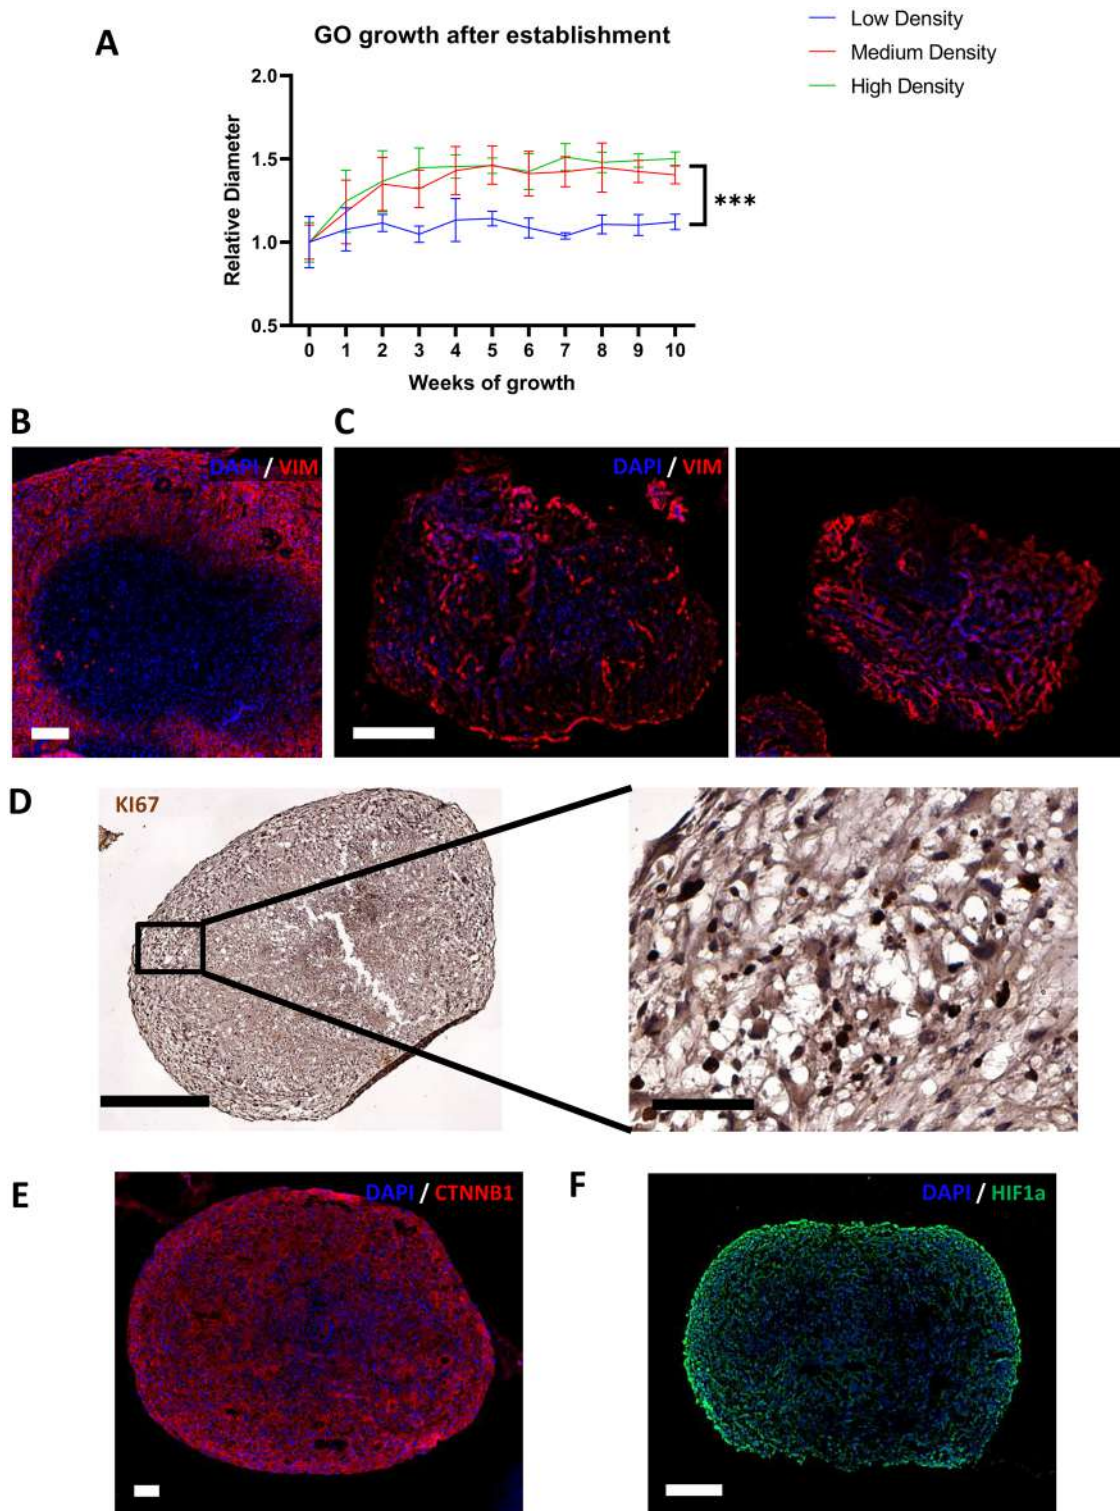 A
GO growth after establishment
Low Density
Medium Density
High Density
2.0
1.5
1.0
0.5
Relative Diameter
***
0 1 2 3 4 5 6 7 8 9 10
Weeks of growth
B
DAPI / VIM
C
DAPI / VIM
D
KI67
E
DAPI / CTNNB1
F
DAPI / HIF1a